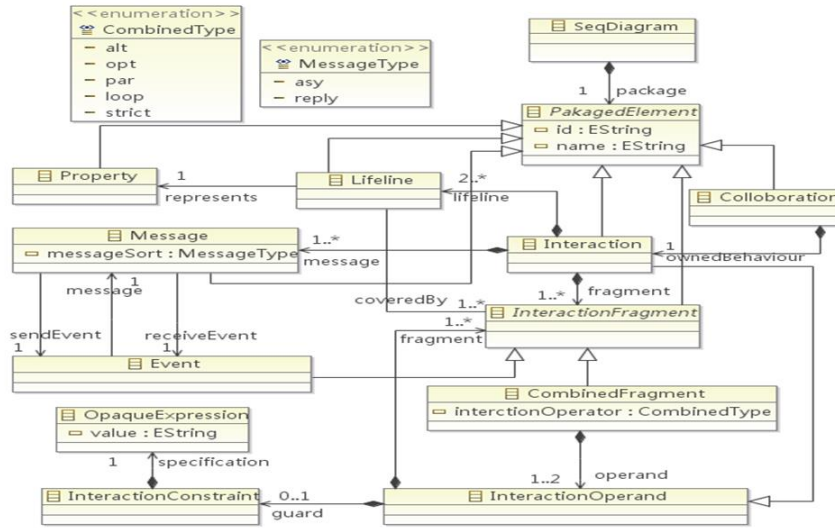 <<enumeration>>
CombinedType
alt
opt
par
loop
strict
<<enumeration>>
MessageType
asy
reply
SeqDiagram
1
package
PakagedElement
id : EString
name : EString
Property
1
represents
Lifeline
2..*
lifeline
Colloboration
Message
messageSort : MessageType
1..*
message
Interaction
1
ownedBehaviour
message
1
coveredBy
1..*
fragment
1..*
InteractionFragment
sendEvent
1
receiveEvent
1
1..*
fragment
Event
CombinedFragment
interctionOperator : CombinedType
OpaqueExpression
value : EString
1
specification
1..2
operand
InteractionConstraint
0..1
guard
InteractionOperand